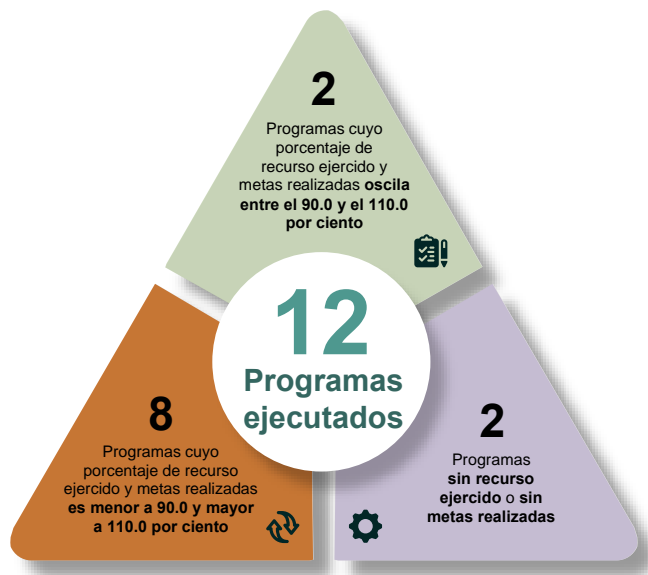 2
Programas cuyo
porcentaje de
recurso ejercido y
metas realizadas oscila
entre el 90.0 y el 110.0
por ciento
12
Programas
ejecutados
8
Programas cuyo
porcentaje de recurso
ejercido y metas realizadas
es menor a 90.0 y mayor
a 110.0 por ciento
2
Programas
sin recurso
ejercido o sin
metas realizadas